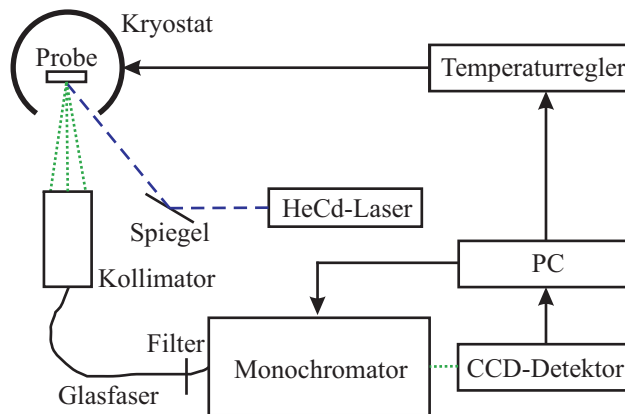 Kryostat
Probe
Temperaturregler
HeCd-Laser
Spiegel
Kollimator
PC
Filter
Monochromator
CCD-Detektor
Glasfaser